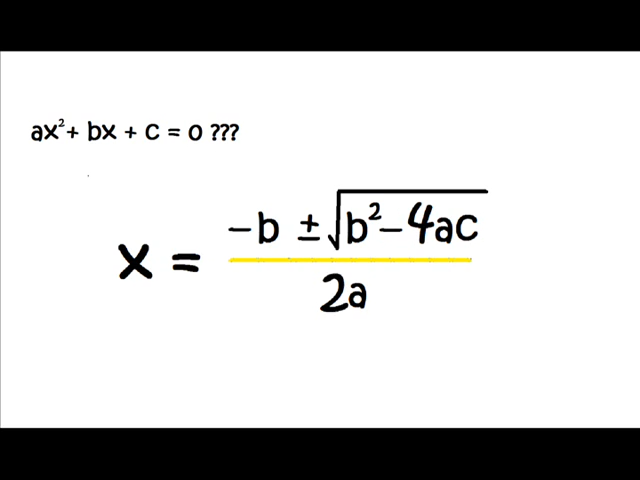 ax²+ bx + c = 0 ???
x = −b ± √b²−4ac
2a